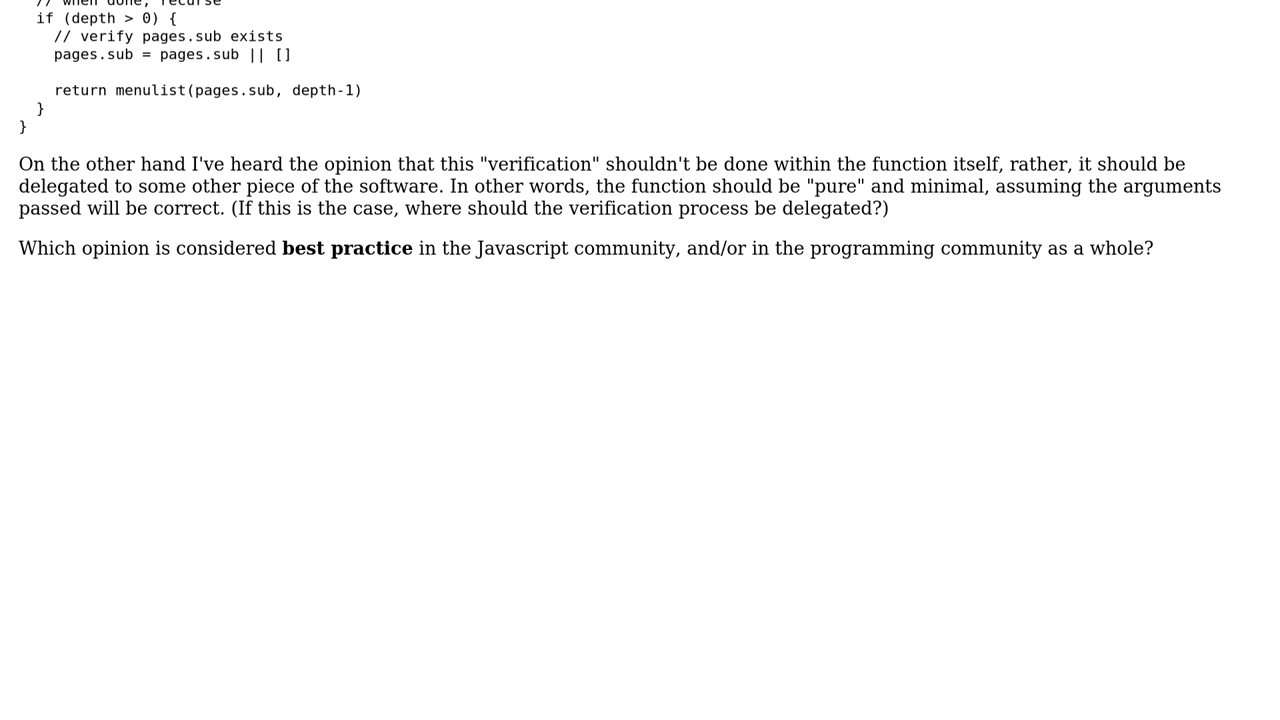 // when done, recurse
if (depth > 0) {
// verify pages.sub exists
pages.sub = pages.sub || []
return menulist(pages.sub, depth-1)
}
}
On the other hand I've heard the opinion that this "verification" shouldn't be done within the function itself, rather, it should be
delegated to some other piece of the software. In other words, the function should be "pure" and minimal, assuming the arguments
passed will be correct. (If this is the case, where should the verification process be delegated?)
Which opinion is considered best practice in the Javascript community, and/or in the programming community as a whole?